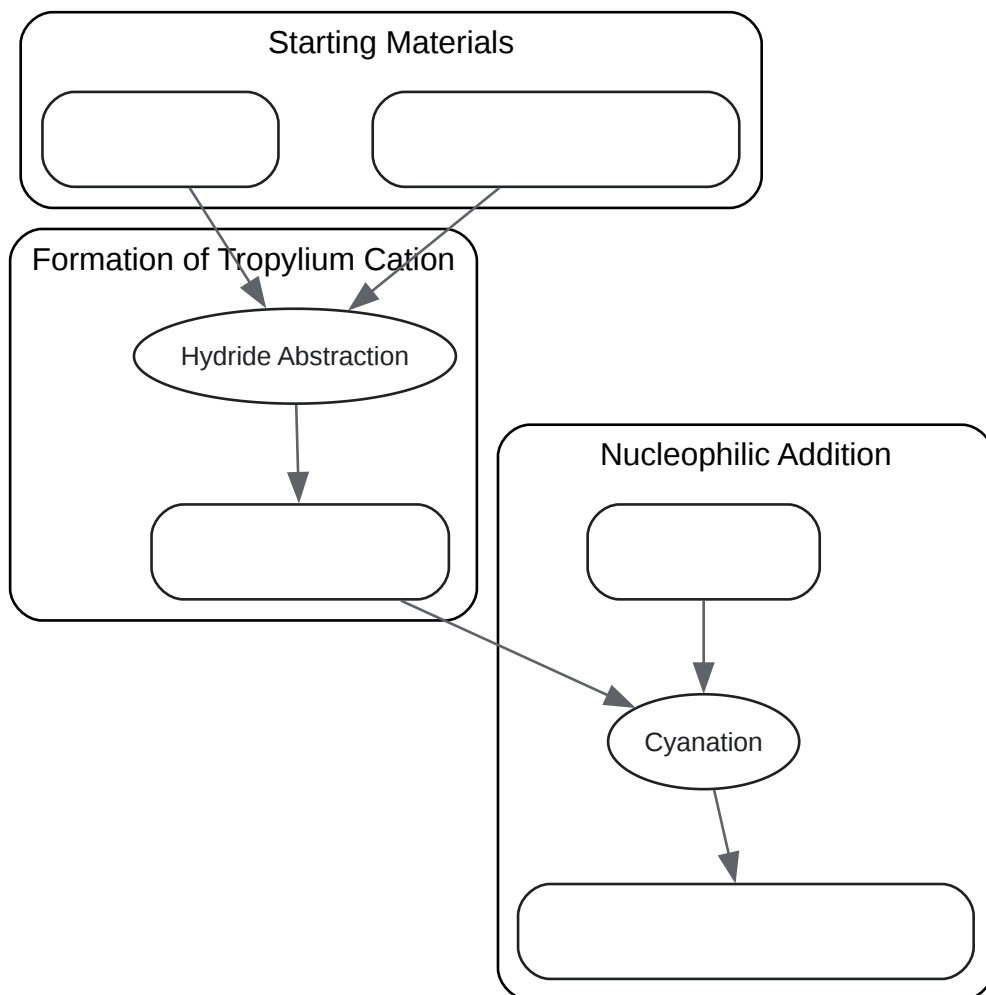 Starting Materials
Formation of Tropylium Cation
Hydride Abstraction
Nucleophilic Addition
Cyanation